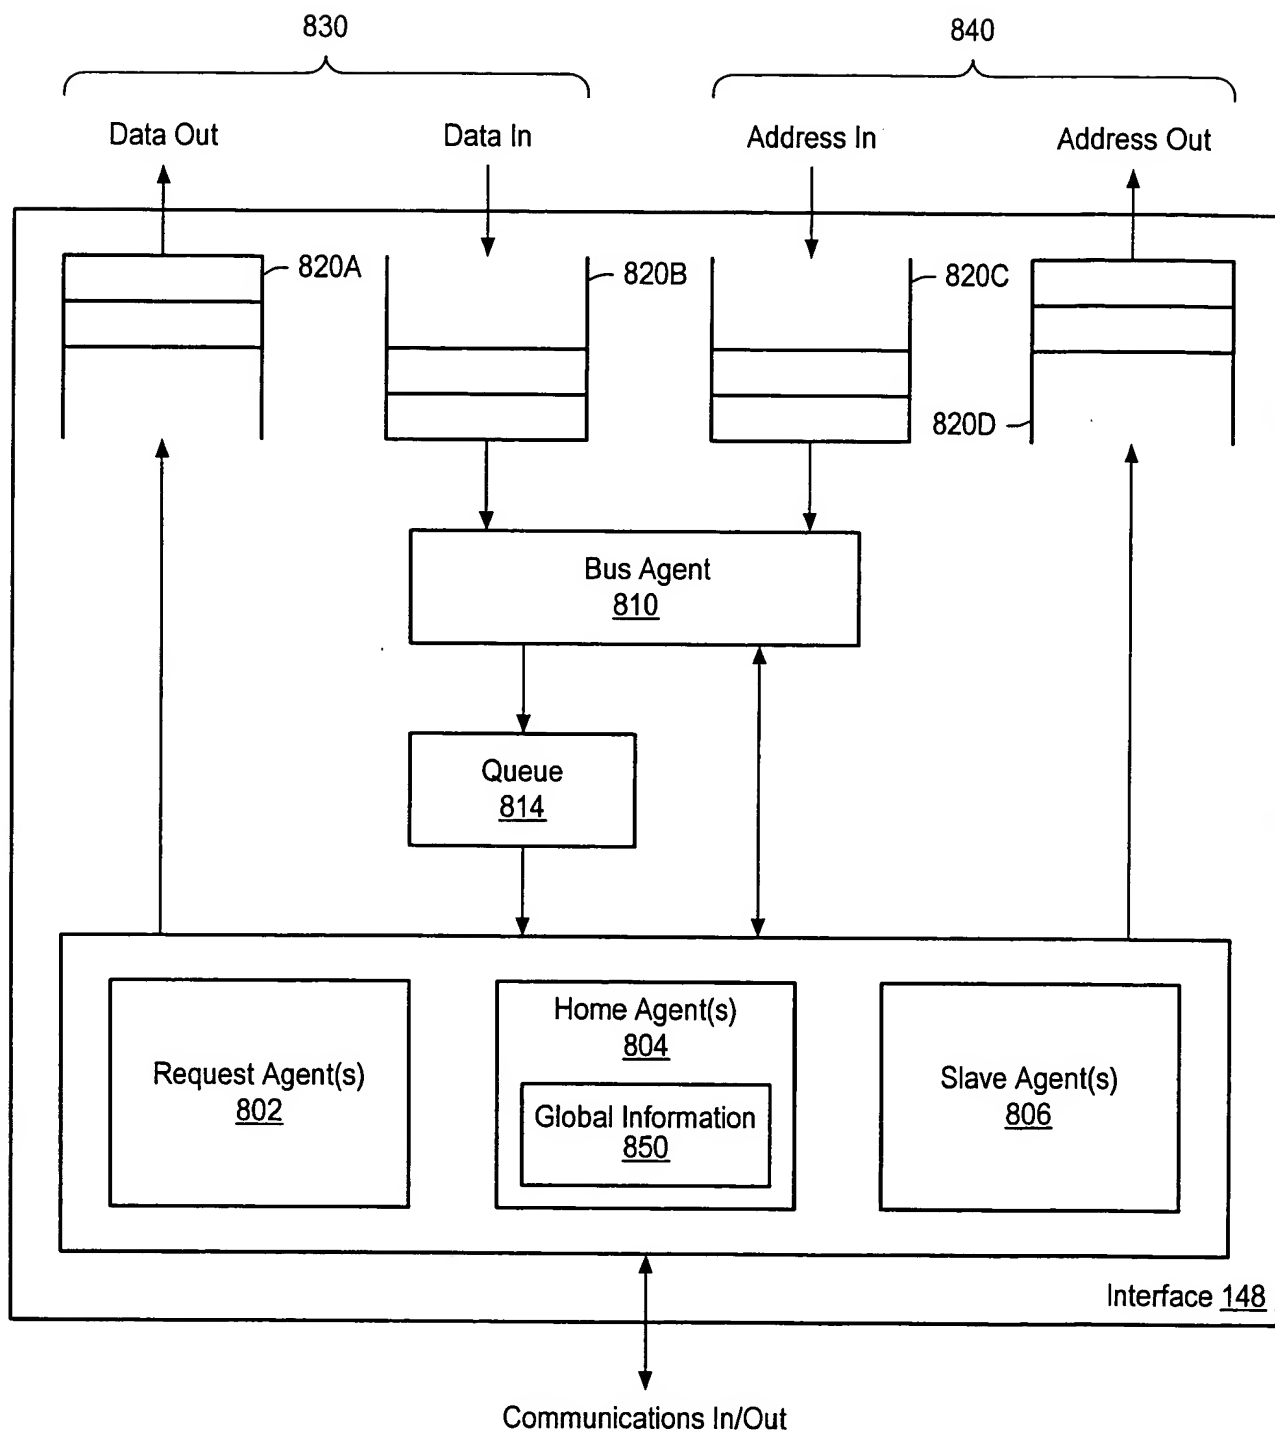 830
840
Data Out
Data In
Address In
Address Out
820A
820B
820C
820D
Bus Agent
810
Queue
814
Home Agent(s)
804
Request Agent(s)
802
Global Information
850
Slave Agent(s)
806
Interface 148
Communications In/Out